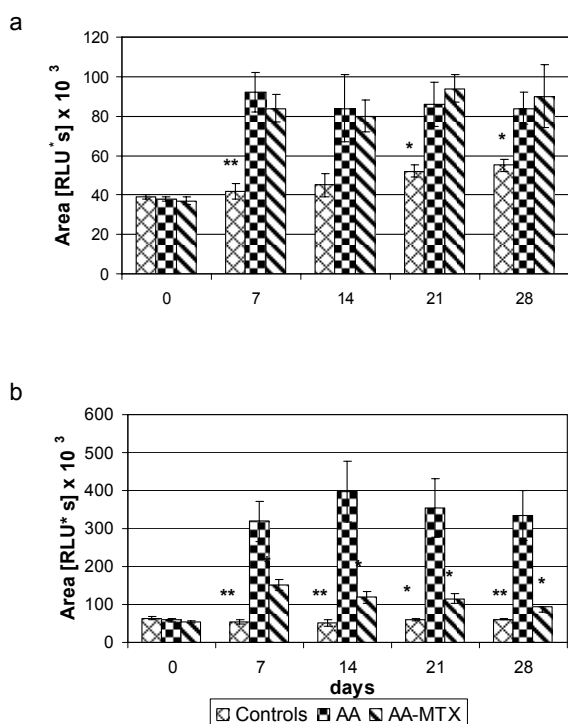 a
Area [RLU*s] x 10 3
120
100
80
60
40
20
0
**
*
*
0 7 14 21 28
b
Area [RLU* s] x 10 3
600
500
400
300
200
100
0
*
*
** ** * * ** *
0 7 14 21 28
days
Controls AA AA-MTX